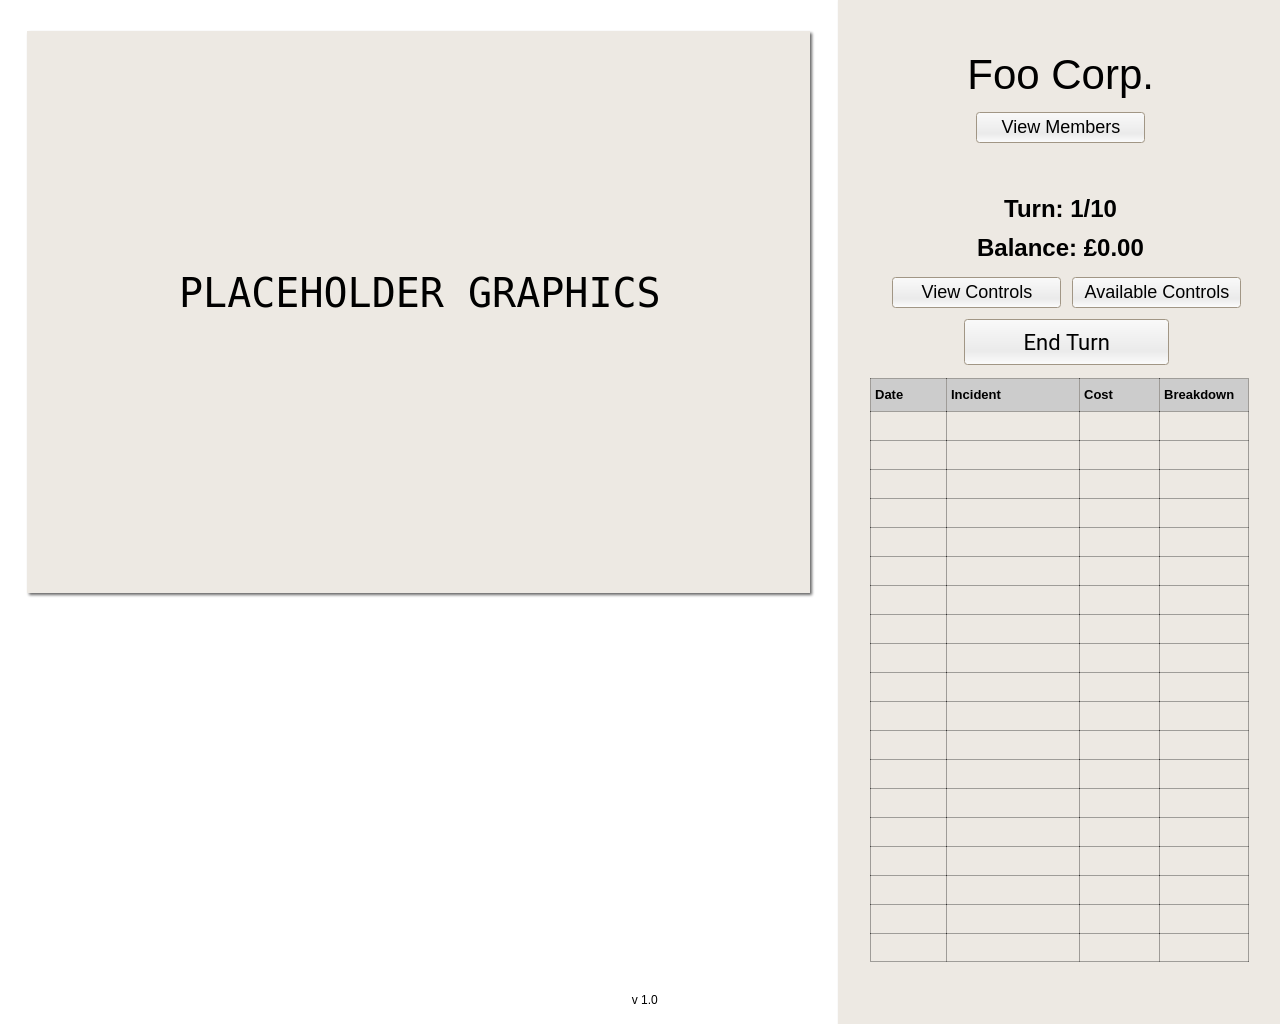 PLACEHOLDER GRAPHICS
Foo Corp.
View Members
Turn: 1/10
Balance: £0.00
View Controls
Available Controls
End Turn
Date Incident Cost Breakdown
v 1.0